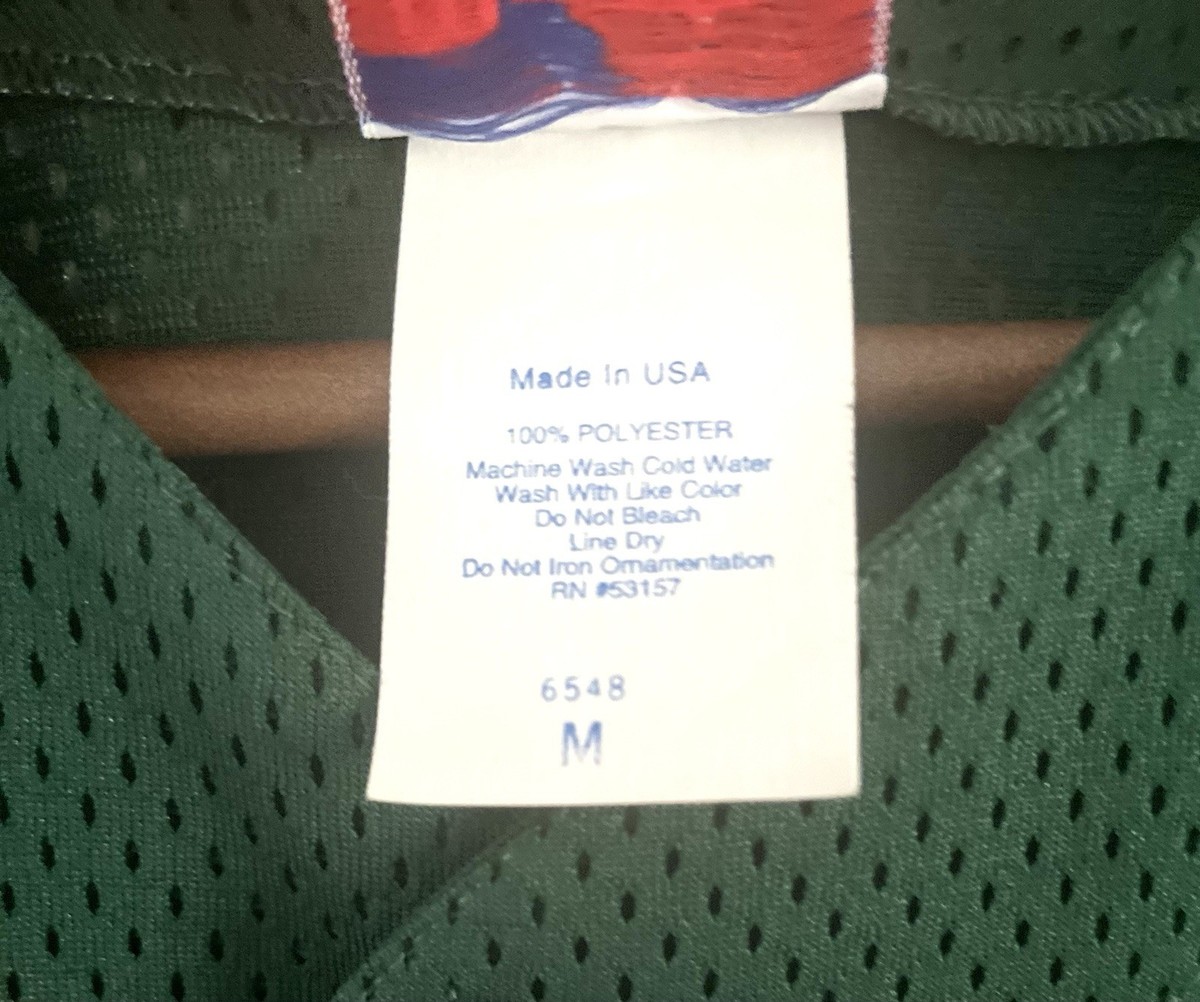 Made In USA
100% POLYESTER
Machine Wash Cold Water
Wash With Like Color
Do Not Bleach
Line Dry
Do Not Iron Ornamentation
RN #53157
6548
M